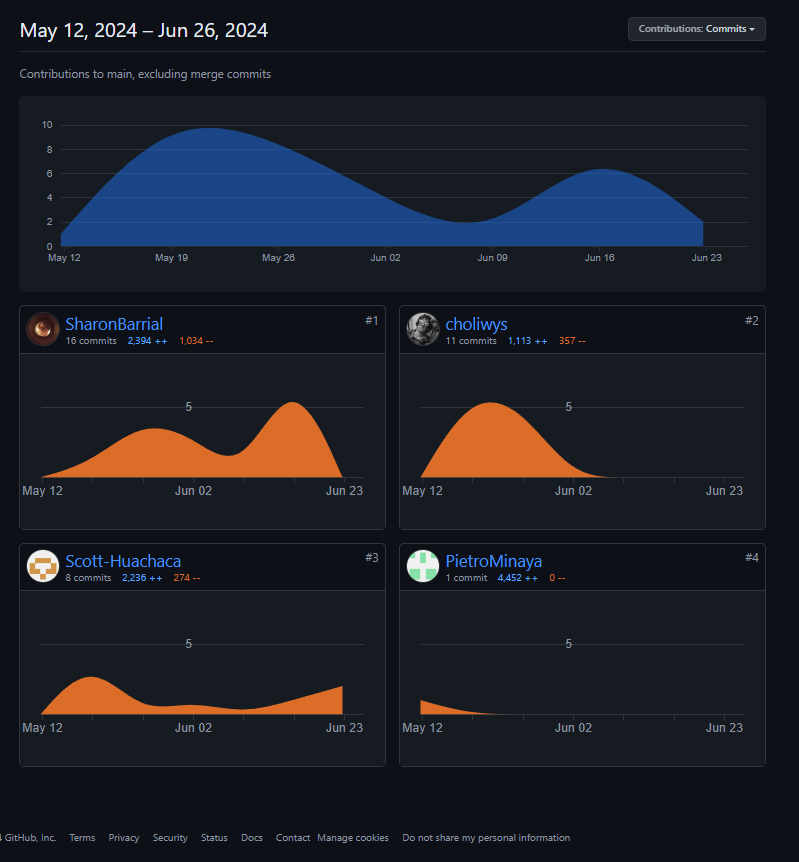 May 12, 2024 – Jun 26, 2024
Contributions: Commits
Contributions to main, excluding merge commits
10
8
6
4
2
0
May 12 May 19 May 26 Jun 02 Jun 09 Jun 16 Jun 23
SharonBarrial #1
16 commits 2,394 ++ 1,034 --
5
May 12 Jun 02 Jun 23
choliwys #2
11 commits 1,113 ++ 357 --
5
May 12 Jun 02 Jun 23
Scott-Huachaca #3
8 commits 2,236 ++ 274 --
5
May 12 Jun 02 Jun 23
PietroMinaya #4
1 commit 4,452 ++ 0 --
5
May 12 Jun 02 Jun 23
GitHub, Inc. Terms Privacy Security Status Docs Contact Manage cookies Do not share my personal information